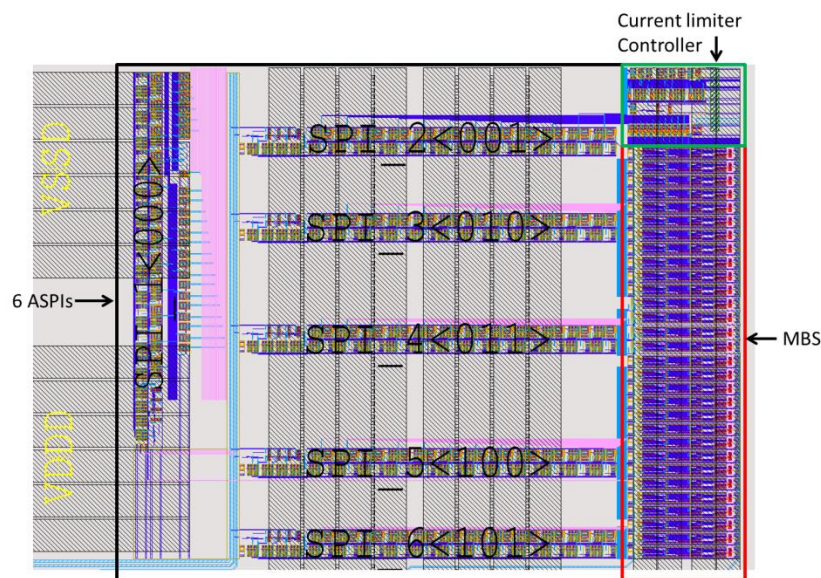 Current limiter
Controller
VSSD
SPI_1<000>
SPI_2<001>
SPI_3<010>
6 ASPIs
SPI_4<011>
MBS
VDDD
SPI_5<100>
SPI_6<101>